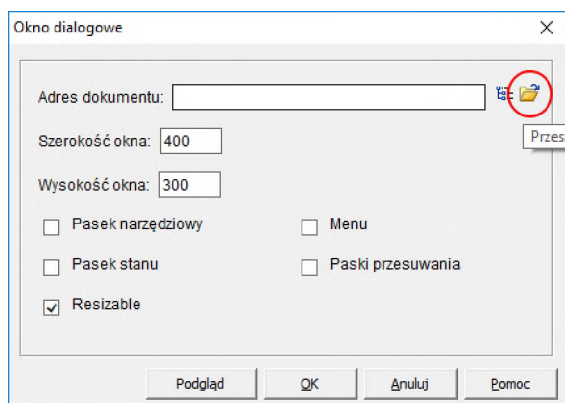 Okno dialogowe
Adres dokumentu:
Szerokość okna: 400
Przes
Wysokość okna: 300
Pasek narzędziowy Menu
Pasek stanu Paski przesuwania
Resizable
Podgląd OK Anuluj Pomoc